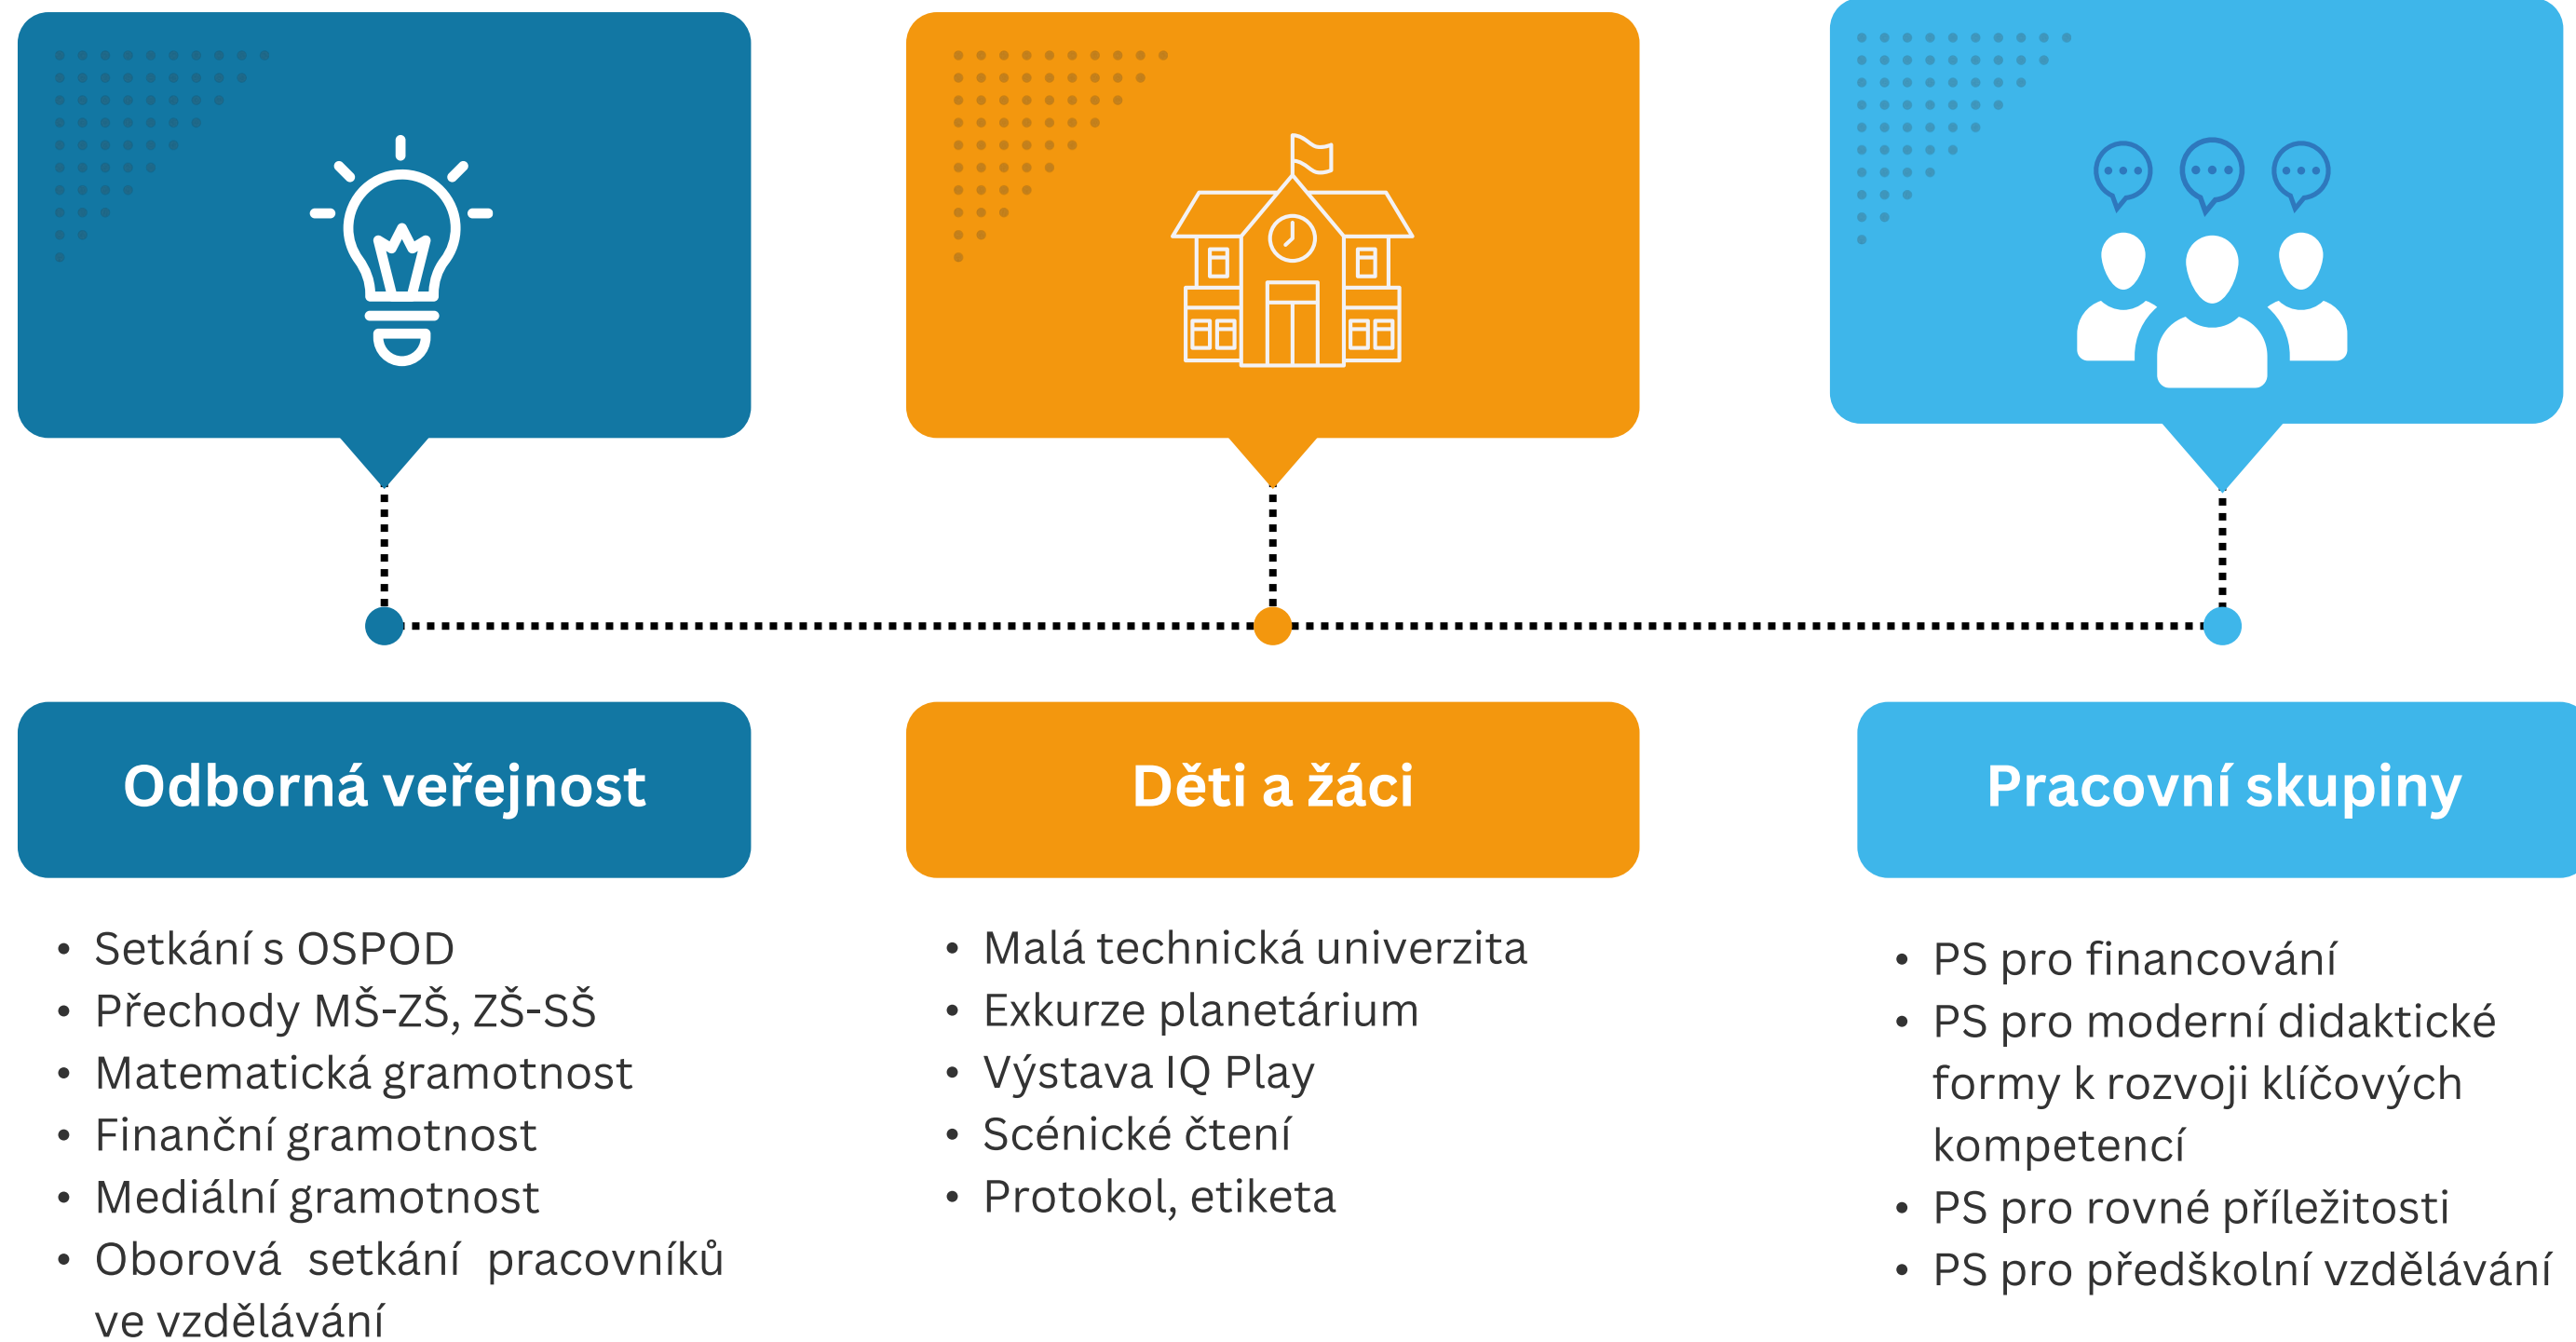 Odborná veřejnost
• Setkání s OSPOD
• Přechody MŠ-ZŠ, ZŠ-SŠ
• Matematická gramotnost
• Finanční gramotnost
• Mediální gramotnost
• Oborová setkání pracovníků
ve vzdělávání
Děti a žáci
• Malá technická univerzita
• Exkurze planetárium
• Výstava IQ Play
• Scénické čtení
• Protokol, etiketa
Pracovní skupiny
• PS pro financování
• PS pro moderní didaktické
formy k rozvoji klíčových
kompetencí
• PS pro rovné příležitosti
• PS pro předškolní vzdělávání